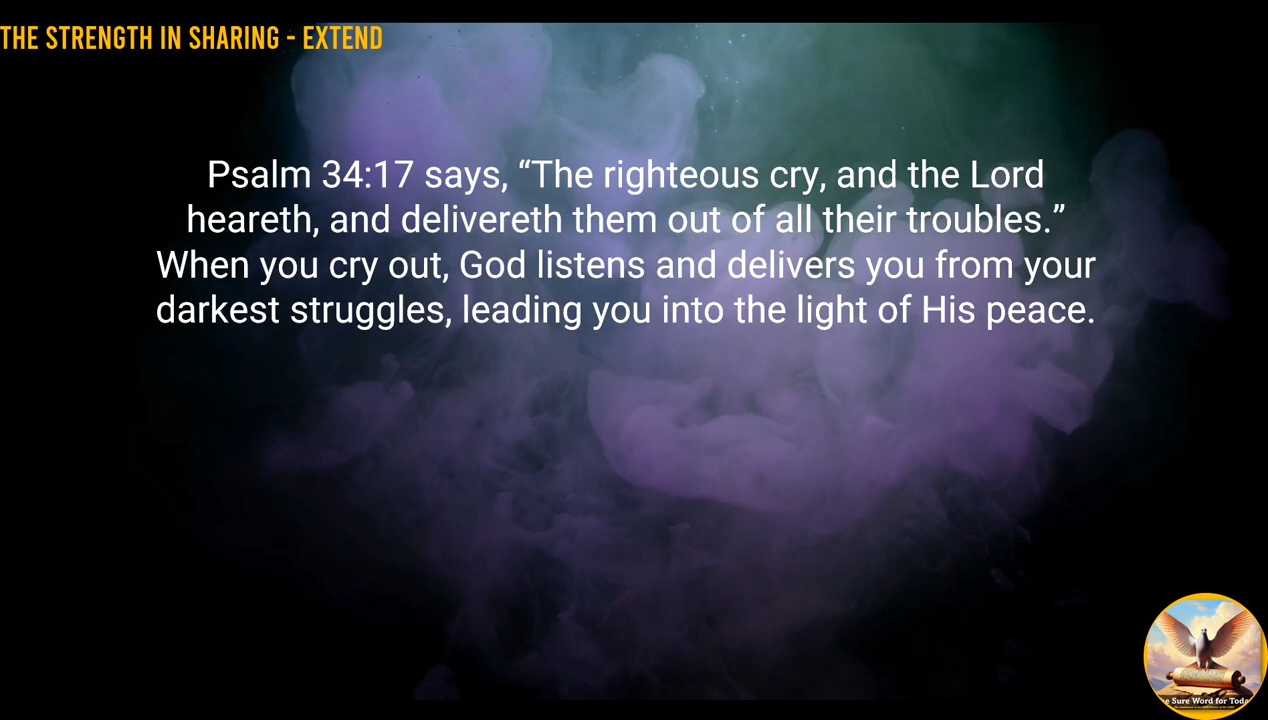 THE STRENGTH IN SHARING - EXTEND
Psalm 34:17 says, “The righteous cry, and the Lord
heareth, and delivereth them out of all their troubles.”
When you cry out, God listens and delivers you from your
darkest struggles, leading you into the light of His peace.
e Sure Word for Toda